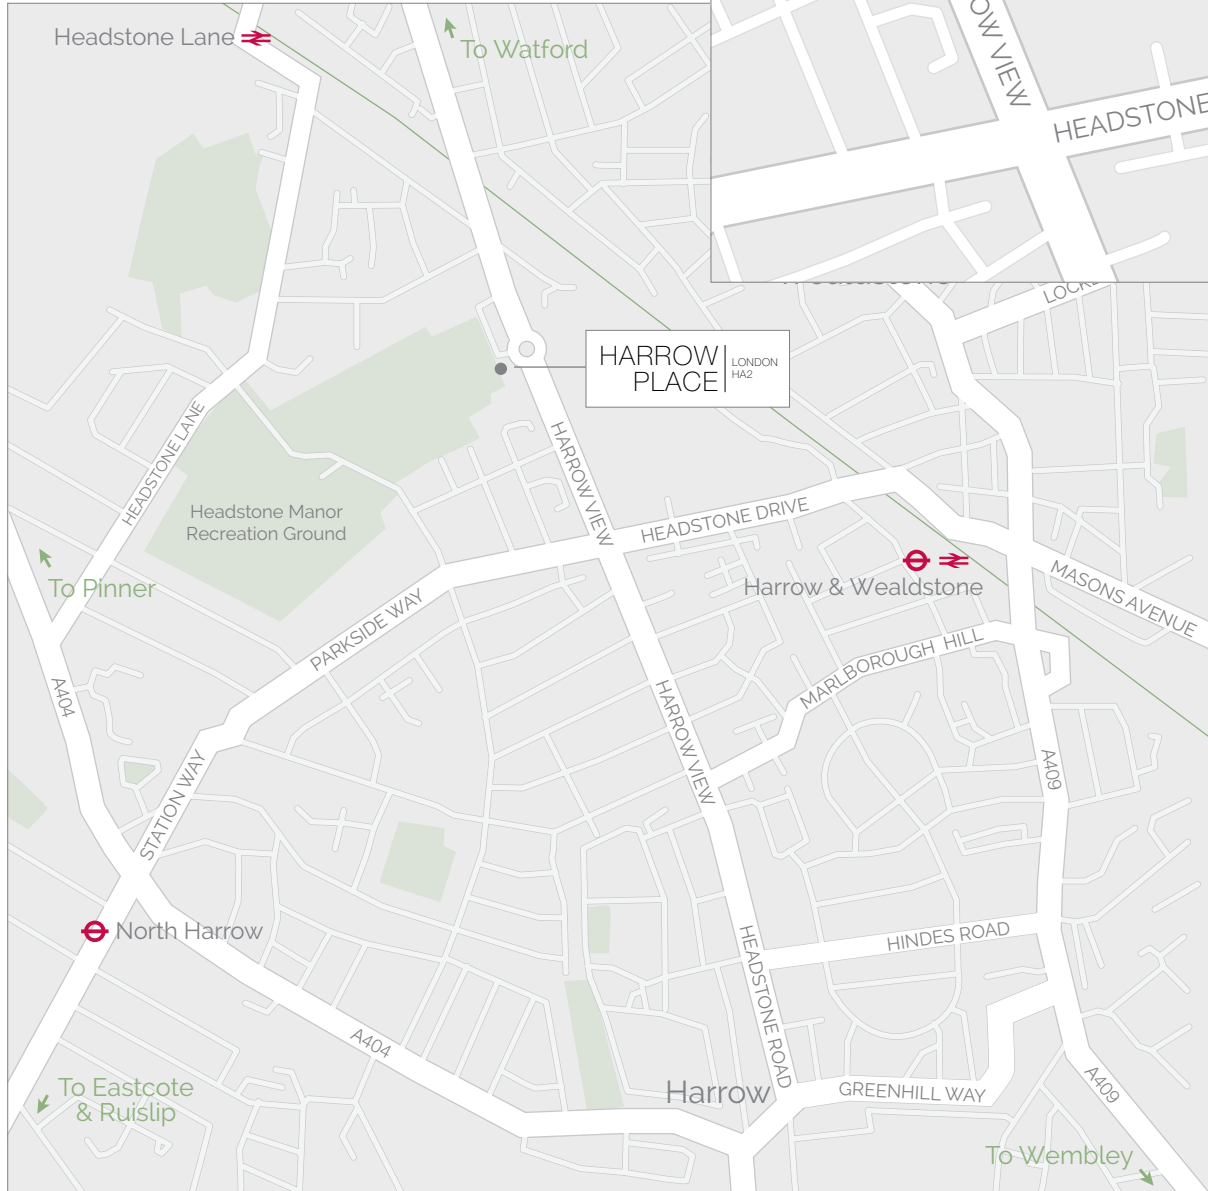 Headstone Lane
To Watford
OW VIEW
HEADSTONE
HARROW
PLACE
LONDON
HA2
HEADSTONE LANE
HARROW VIEW
Headstone Manor
Recreation Ground
HEADSTONE DRIVE
To Pinner
Harrow & Wealdstone
MASONS AVENUE
PARKSIDE WAY
MARLBOROUGH HILL
A404
HARROW VIEW
A409
STATION WAY
North Harrow
HINDES ROAD
HEADSTONE ROAD
A404
To Eastcote
& Ruislip
Harrow
GREENHILL WAY
A409
To Wembley